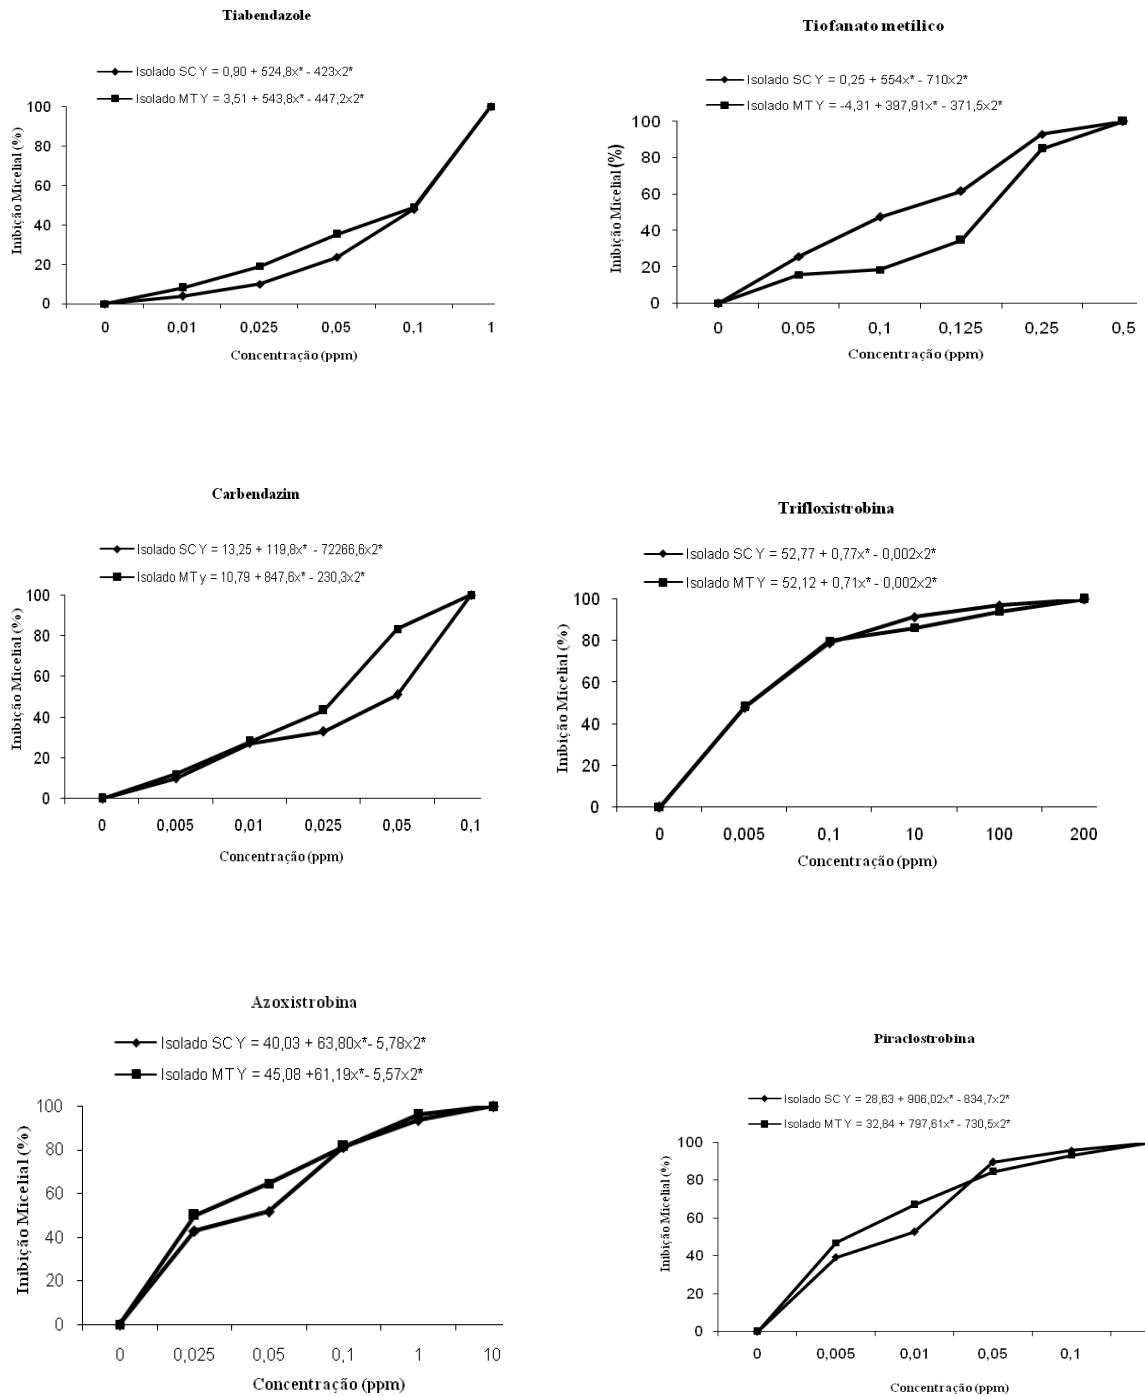 Tiabendazole
Isolado SC Y = 0,90 + 524,8x* - 423x2*
Isolado MT Y = 3,51 + 543,8x* - 447,2x2*
Inibição Micelial (%)
100
80
60
40
20
0
0 0,01 0,025 0,05 0,1 1
Concentração (ppm)
Tiofanato metílico
Isolado SC Y = 0,25 + 554x* - 710x2*
Isolado MT Y = -4,31 + 397,91x* - 371,5x2*
Inibição Micelial (%)
100
80
60
40
20
0
0 0,05 0,1 0,125 0,25 0,5
Concentração (ppm)
Carbendazim
Isolado SC Y = 13,25 + 119,8x* - 72266,6x2*
Isolado MTy = 10,79 + 847,6x* - 230,3x2*
Inibição Micelial (%)
100
80
60
40
20
0
0 0,005 0,01 0,025 0,05 0,1
Concentração (ppm)
Trifloxistrobina
Isolado SC Y = 52,77 + 0,77x* - 0,002x2*
Isolado MT Y = 52,12 + 0,71x* - 0,002x2*
Inibição Micelial (%)
100
80
60
40
20
0
0 0,005 0,1 10 100 200
Concentração (ppm)
Azoxistrobina
Isolado SC Y = 40,03 + 63,80x*- 5,78x2*
Isolado MT Y = 45,08 +61,19x*- 5,57x2*
Inibição Micelial (%)
100
80
60
40
20
0
0 0,025 0,05 0,1 1 10
Concentração (ppm)
Piraclostrobina
Isolado SC Y = 28,63 + 906,02x* - 834,7x2*
Isolado MT Y = 32,84 + 797,61x* - 730,5x2*
Inibição Micelial (%)
100
80
60
40
20
0
0 0,005 0,01 0,05 0,1
Concentração (ppm)